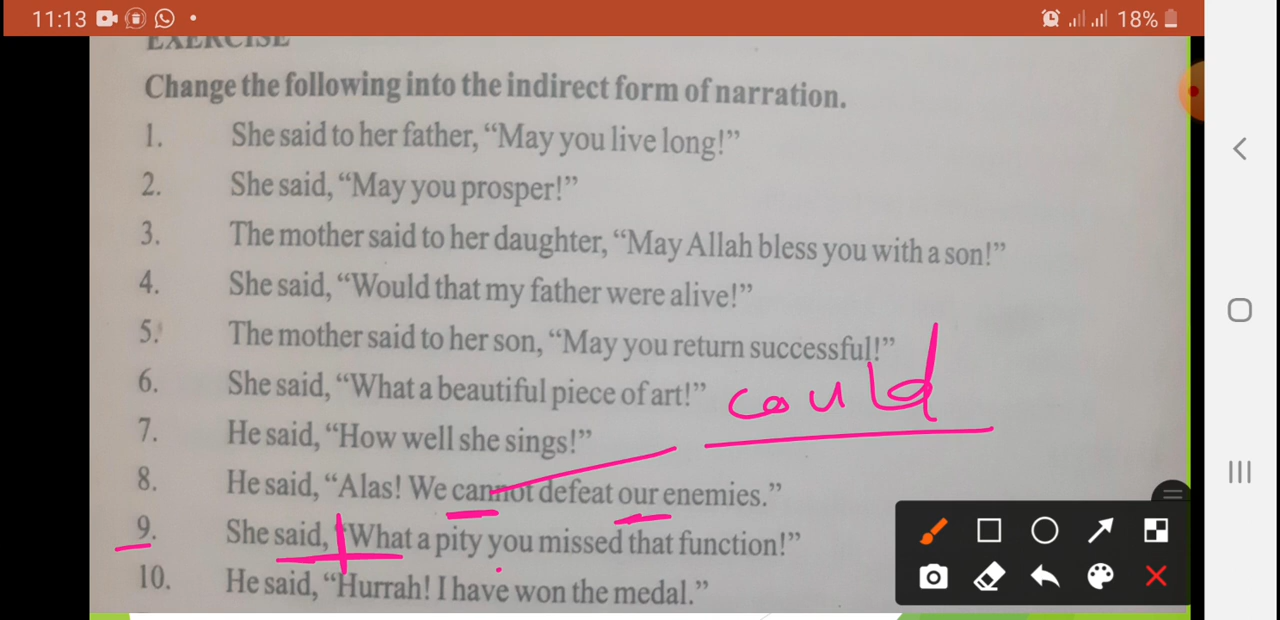 11:13 18%
EXERCISE
Change the following into the indirect form of narration.
1. She said to her father, “May you live long!”
2. She said, “May you prosper!”
3. The mother said to her daughter, “May Allah bless you with a son!”
4. She said, “Would that my father were alive!”
5. The mother said to her son, “May you return successful!”
6. She said, “What a beautiful piece of art!” could
7. He said, “How well she sings!”
8. He said, “Alas! We cannot defeat our enemies.”
9. She said, “What a pity you missed that function!”
10. He said, “Hurrah! I have won the medal.”